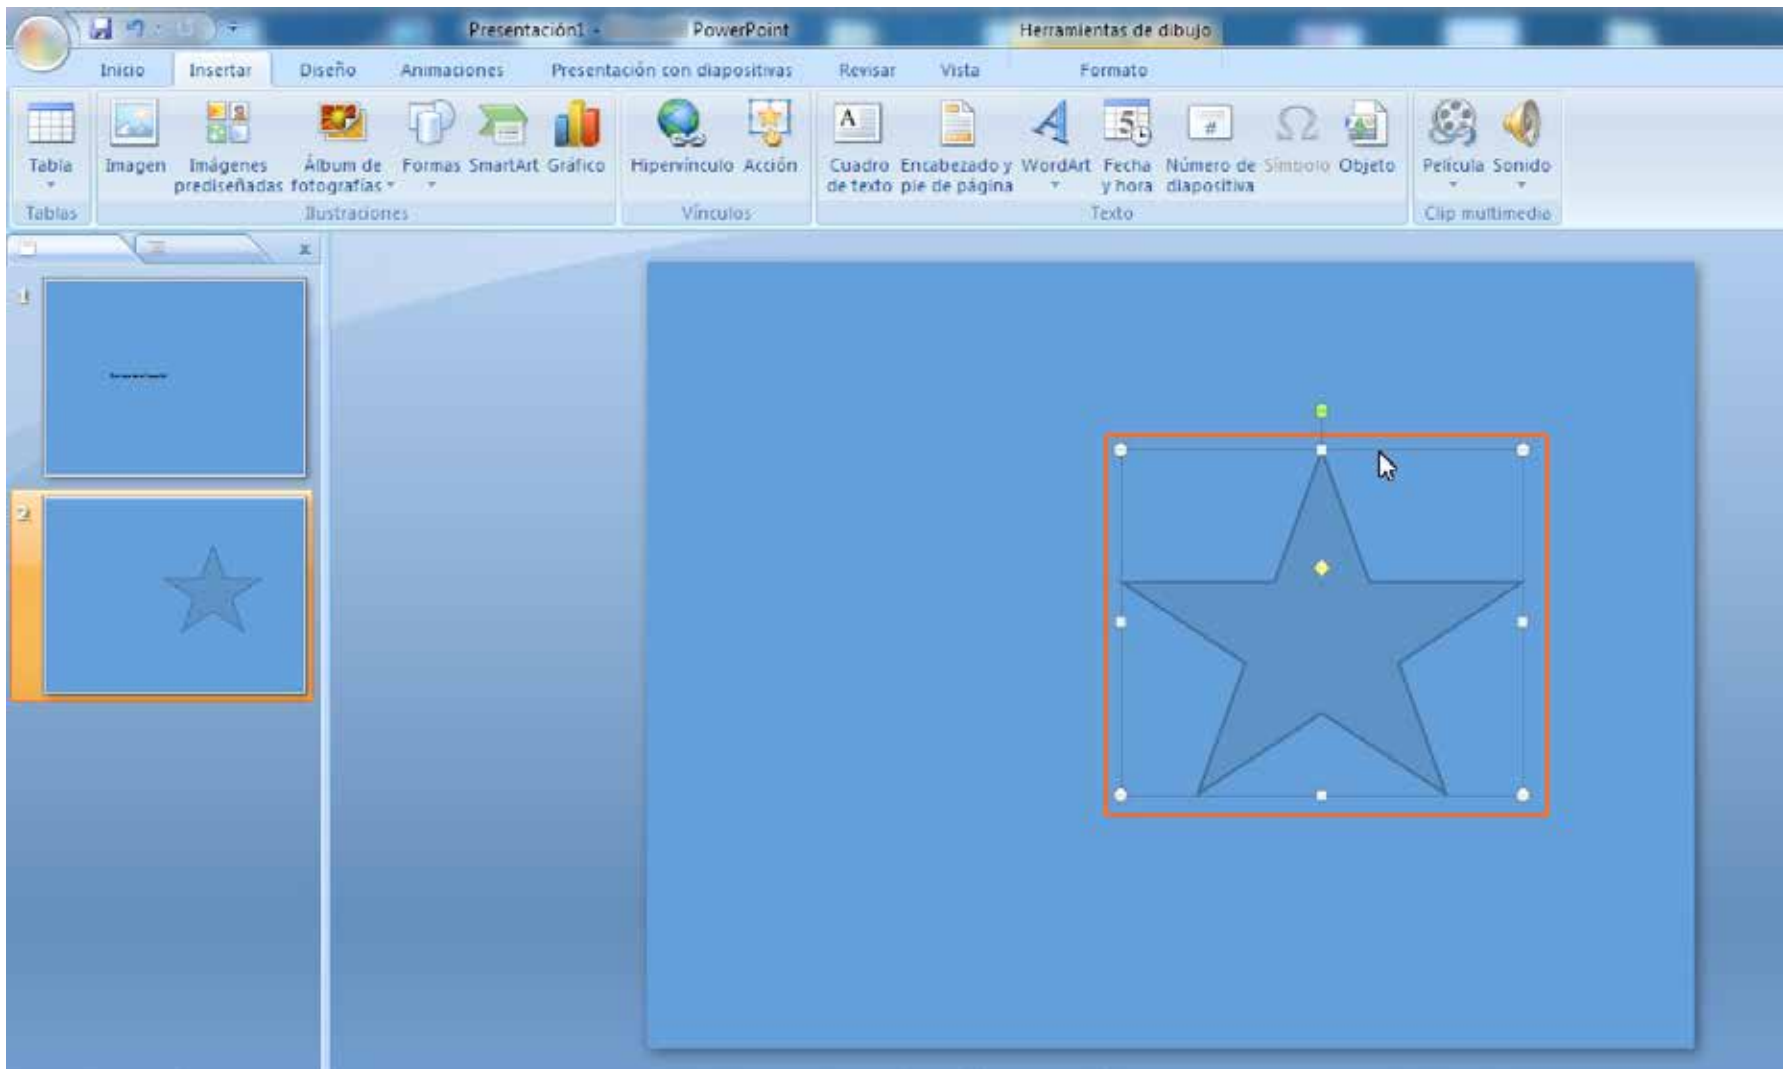 Presentación1 - PowerPoint Herramientas de dibujo
Inicio Insertar Diseño Animaciones Presentación con diapositivas Revisar Vista Formato
Tabla Imagen Imágenes prediseñadas Álbum de fotografías Formas SmartArt Gráfico Hipervínculo Acción Cuadro de texto Encabezado y pie de página WordArt Fecha y hora Número de diapositiva Símbolo Objeto Película Sonido
Tablas Ilustraciones Vínculos Texto Clip multimedia
1
2